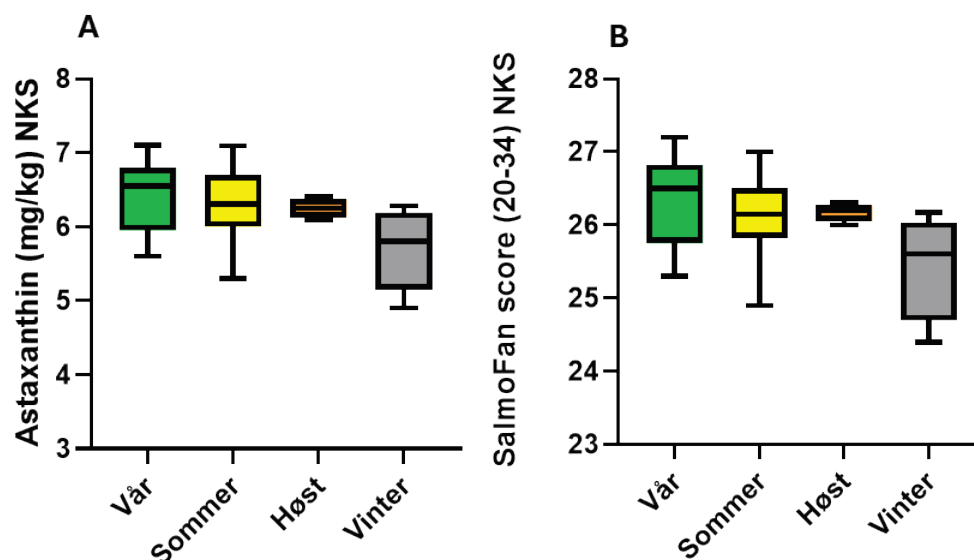 A
Astaxanthin (mg/kg) NKS
8
7
6
5
4
3
Vår
Sommer
Høst
Vinter
B
SalmoFan score (20-34) NKS
28
27
26
25
24
23
Vår
Sommer
Høst
Vinter